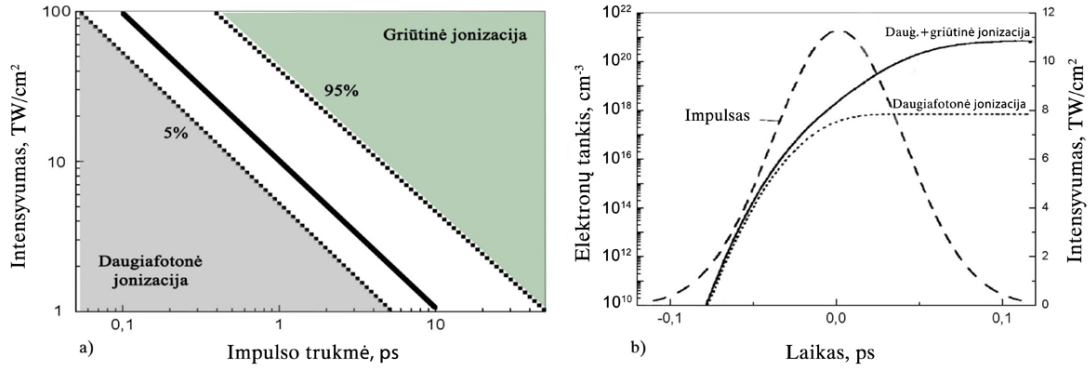 Intensyvumas, TW/cm²
100
10
1
Griūtinė jonizacija
95%
5%
Daugiafotonė
jonizacija
0,1
1
10
a)
Impulso trukmė, ps
Elektronų tankis, cm⁻³
10²²
10²⁰
10¹⁸
10¹⁶
10¹⁴
10¹²
10¹⁰
Daug.+griūtinė jonizacija
Daugiafotonė jonizacija
Impulsas
12
10
8
6
4
2
0
Intensyvumas, TW/cm²
-0,1
0,0
0,1
b)
Laikas, ps